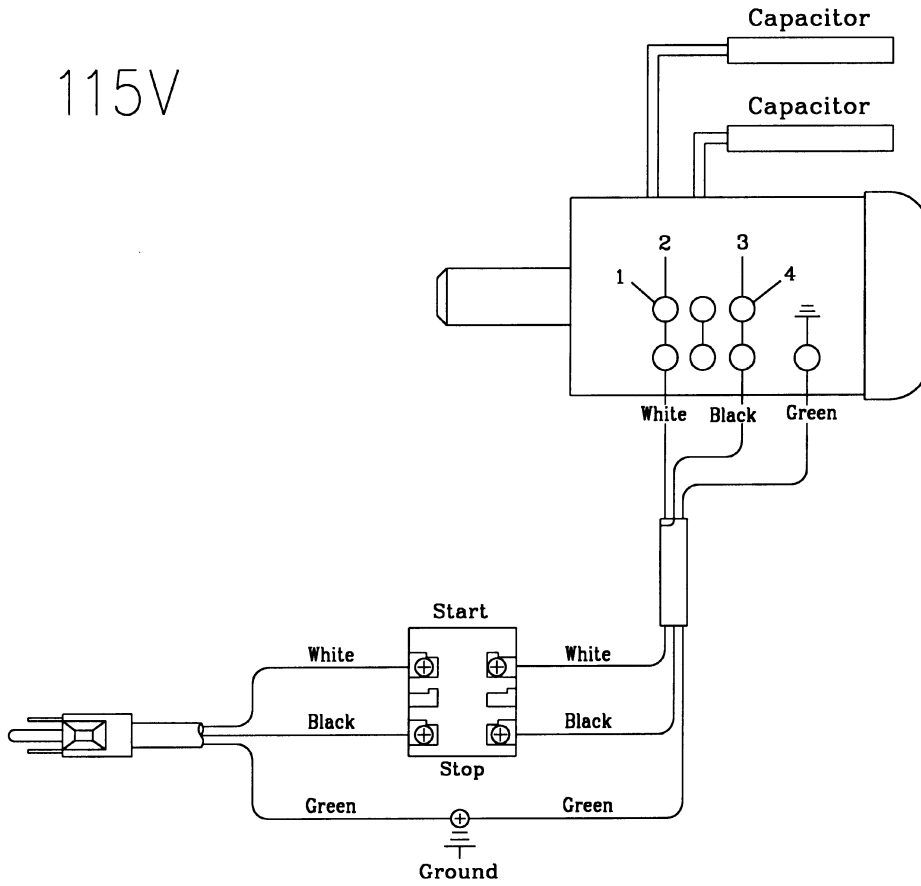 Capacitor
115V
Capacitor
2 3
1 4
White Black Green
Start
White White
Black Black
Stop
Green Green
Ground